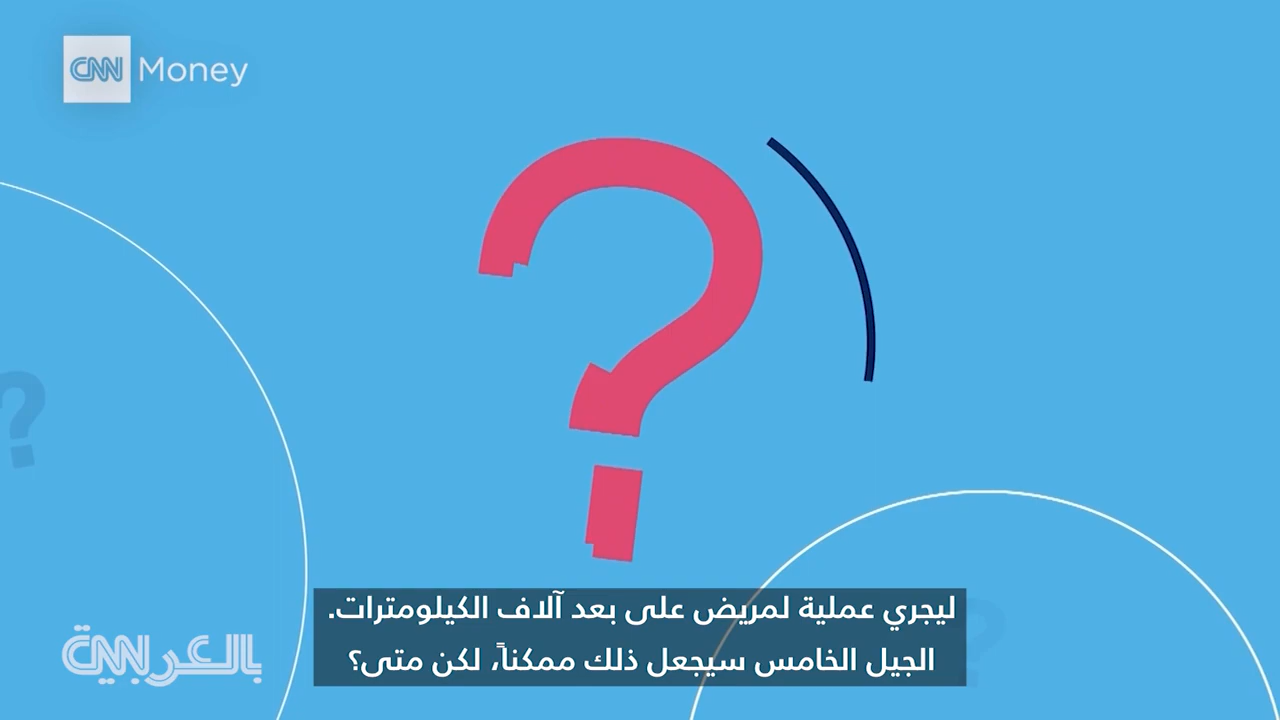 CNN Money
?
?
ليجري عملية لمريض على بعد آلاف الكيلومترات.
الجيل الخامس سيجعل ذلك ممكناً، لكن متى؟
CNN بالعربية